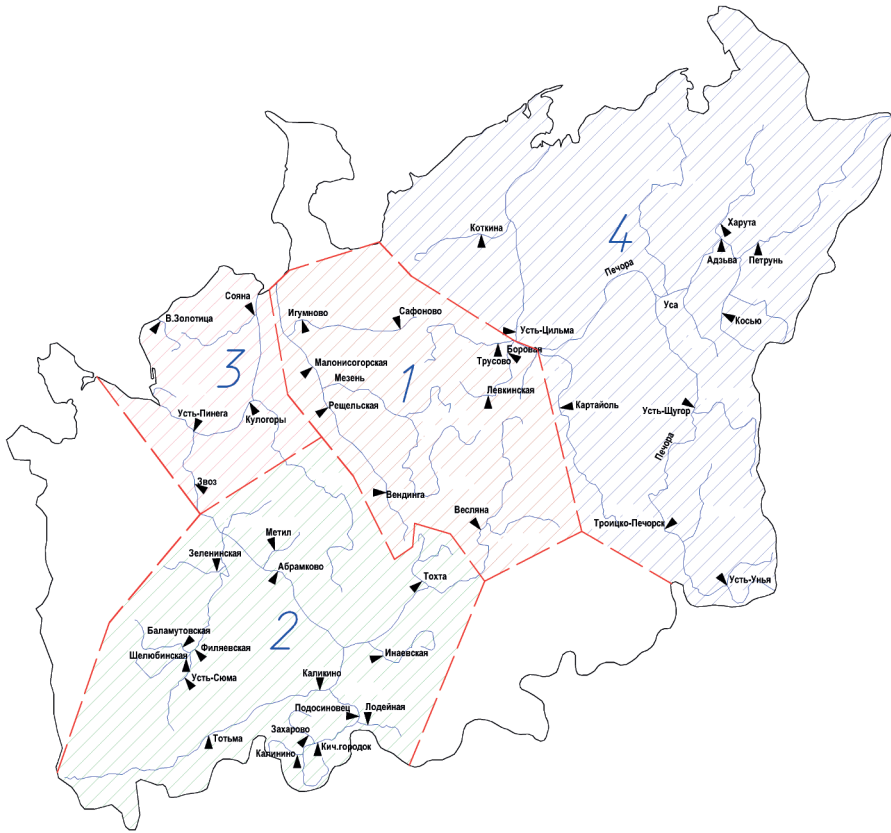 Харута
Коткина
4
Адзьва
Петрунь
Печора
Сояна
Уса
В.Золотица
Игумново
Сафоново
Косью
Усть-Цильма
Боровая
Трусово
Малонисогорская
3
Мезень
1
Левкинская
Рещельская
Картайоль
Усть-Щугор
Усть-Пинега
Кулогоры
Печора
Звоз
Вендинга
Весляна
Троицко-Печорск
Метил
Зеленинская
Абрамково
Тохта
Усть-Унья
Баламутовская
2
Филяевская
Шелюбинская
Инаевская
Усть-Сюма
Каликино
Подосиновец
Лодейная
Захарово
Тотьма
Кич.городок
Калинино